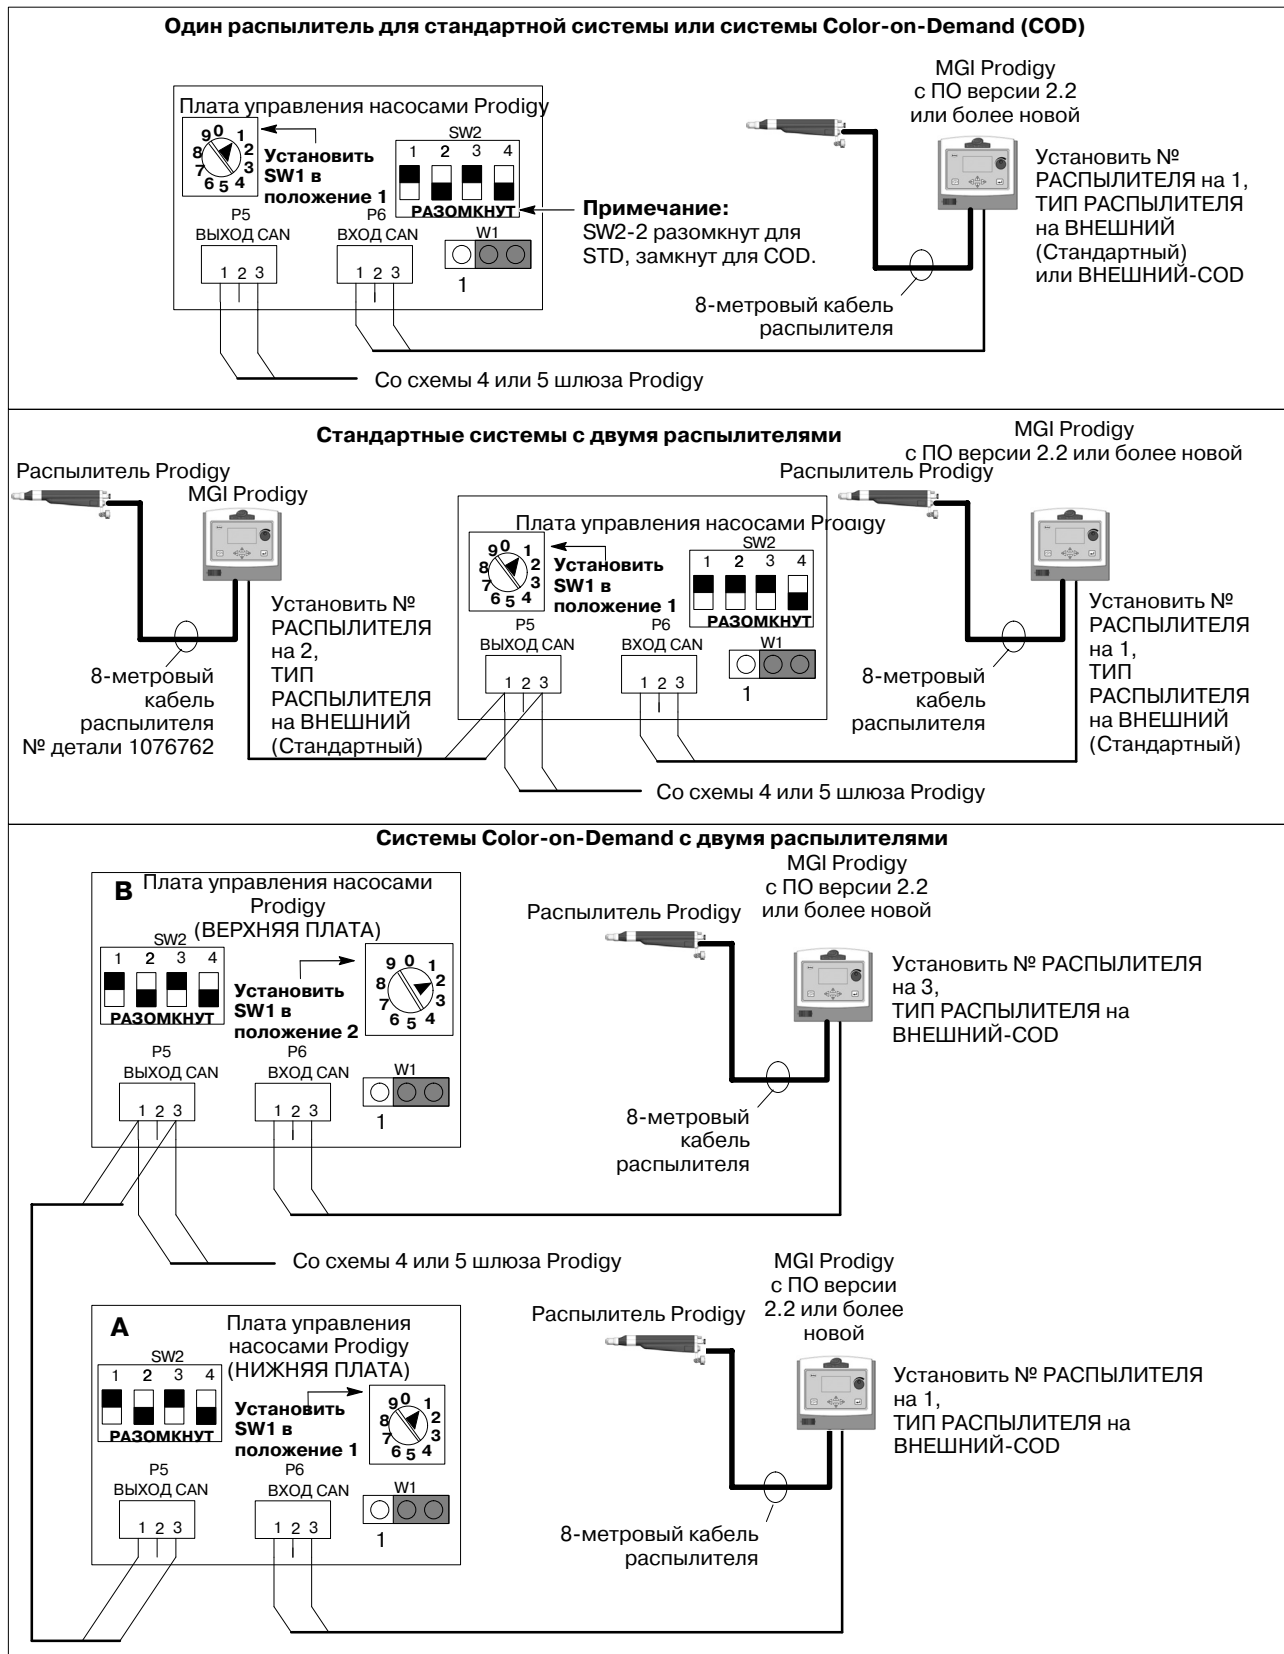 Один распылитель для стандартной системы или системы Color-on-Demand (COD)
Плата управления насосами Prodigy
9 0 1
8 2
7 3
6 5 4
Установить
SW1 в
положение 1
SW2
1 2 3 4
РАЗОМКНУТ
P5
ВЫХОД CAN
1 2 3
P6
ВХОД CAN
1 2 3
W1
1
Примечание:
SW2-2 разомкнут для
STD, замкнут для COD.
MGI Prodigy
с ПО версии 2.2
или более новой
Установить №
РАСПЫЛИТЕЛЯ на 1,
ТИП РАСПЫЛИТЕЛЯ
на ВНЕШНИЙ
(Стандартный)
или ВНЕШНИЙ-COD
8-метровый кабель
распылителя
Со схемы 4 или 5 шлюза Prodigy
Стандартные системы с двумя распылителями
Распылитель Prodigy
MGI Prodigy
Установить №
РАСПЫЛИТЕЛЯ
на 2,
ТИП
РАСПЫЛИТЕЛЯ
на ВНЕШНИЙ
(Стандартный)
8-метровый
кабель
распылителя
№ детали 1076762
Плата управления насосами Prodigy
9 0 1
8 2
7 3
6 5 4
Установить
SW1 в
положение 1
SW2
1 2 3 4
РАЗОМКНУТ
P5
ВЫХОД CAN
1 2 3
P6
ВХОД CAN
1 2 3
W1
1
MGI Prodigy
с ПО версии 2.2 или более новой
Распылитель Prodigy
Установить №
РАСПЫЛИТЕЛЯ
на 1,
ТИП
РАСПЫЛИТЕЛЯ
на ВНЕШНИЙ
(Стандартный)
8-метровый
кабель
распылителя
Со схемы 4 или 5 шлюза Prodigy
Системы Color-on-Demand с двумя распылителями
B
Плата управления насосами
Prodigy
(ВЕРХНЯЯ ПЛАТА)
SW2
1 2 3 4
РАЗОМКНУТ
Установить
SW1 в
положение 2
9 0 1
8 2
7 3
6 5 4
P5
ВЫХОД CAN
1 2 3
P6
ВХОД CAN
1 2 3
W1
1
Распылитель Prodigy
MGI Prodigy
с ПО версии 2.2
или более новой
Установить № РАСПЫЛИТЕЛЯ
на 3,
ТИП РАСПЫЛИТЕЛЯ на
ВНЕШНИЙ-COD
8-метровый
кабель
распылителя
Со схемы 4 или 5 шлюза Prodigy
A
Плата управления
насосами Prodigy
(НИЖНЯЯ ПЛАТА)
SW2
1 2 3 4
РАЗОМКНУТ
Установить
SW1 в
положение 1
9 0 1
8 2
7 3
6 5 4
P5
ВЫХОД CAN
1 2 3
P6
ВХОД CAN
1 2 3
W1
1
Распылитель Prodigy
MGI Prodigy
с ПО версии
2.2 или более
новой
Установить № РАСПЫЛИТЕЛЯ
на 1,
ТИП РАСПЫЛИТЕЛЯ на
ВНЕШНИЙ-COD
8-метровый кабель
распылителя